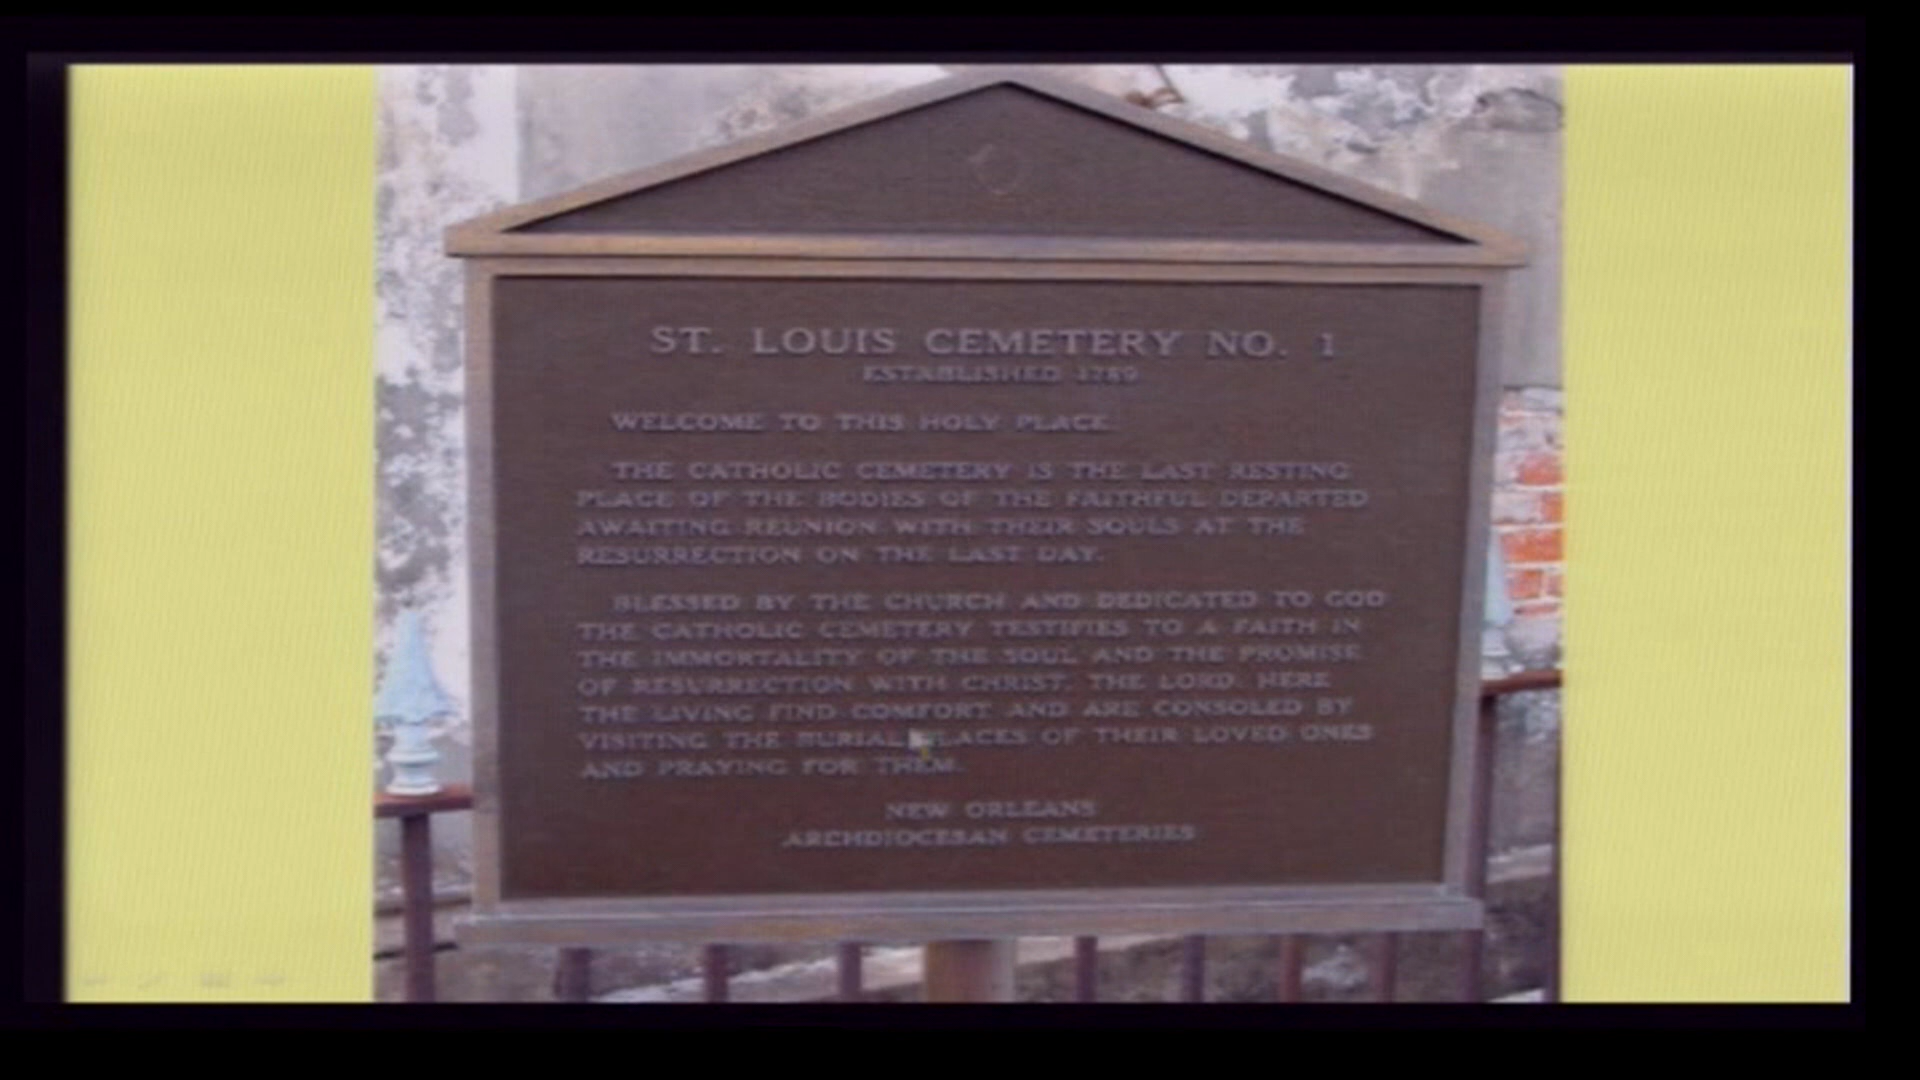 ST. LOUIS CEMETERY NO. 1
ESTABLISHED 1789
WELCOME TO THIS HOLY PLACE.
THE CATHOLIC CEMETERY IS THE LAST RESTING
PLACE OF THE BODIES OF THE FAITHFUL DEPARTED
AWAITING REUNION WITH THEIR SOULS AT THE
RESURRECTION ON THE LAST DAY.
BLESSED BY THE CHURCH AND DEDICATED TO GOD
THE CATHOLIC CEMETERY TESTIFIES TO A FAITH IN
THE IMMORTALITY OF THE SOUL AND THE PROMISE
OF RESURRECTION WITH CHRIST, THE LORD. HERE
THE LIVING FIND COMFORT AND ARE CONSOLED BY
VISITING THE BURIAL PLACES OF THEIR LOVED ONES
AND PRAYING FOR THEM.
NEW ORLEANS
ARCHDIOCESAN CEMETERIES